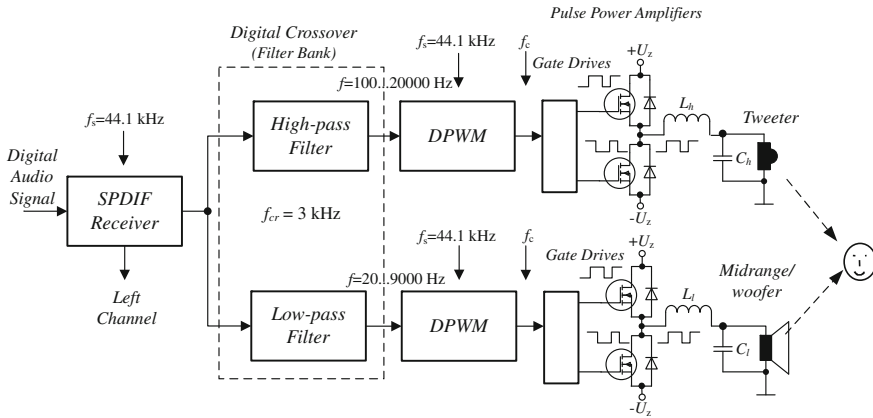 Pulse Power Amplifiers
Digital Crossover
(Filter Bank)
fs=44.1 kHz
fc
+Uz
Gate Drives
f=100...20000 Hz
Lh
Tweeter
fs=44.1 kHz
High-pass
Filter
DPWM
Ch
Digital
Audio
Signal
SPDIF
Receiver
-Uz
fcr = 3 kHz
fs=44.1 kHz
fc
+Uz
Gate Drives
f=20...9000 Hz
Left
Channel
Midrange/
woofer
Ll
Low-pass
Filter
DPWM
Cl
-Uz